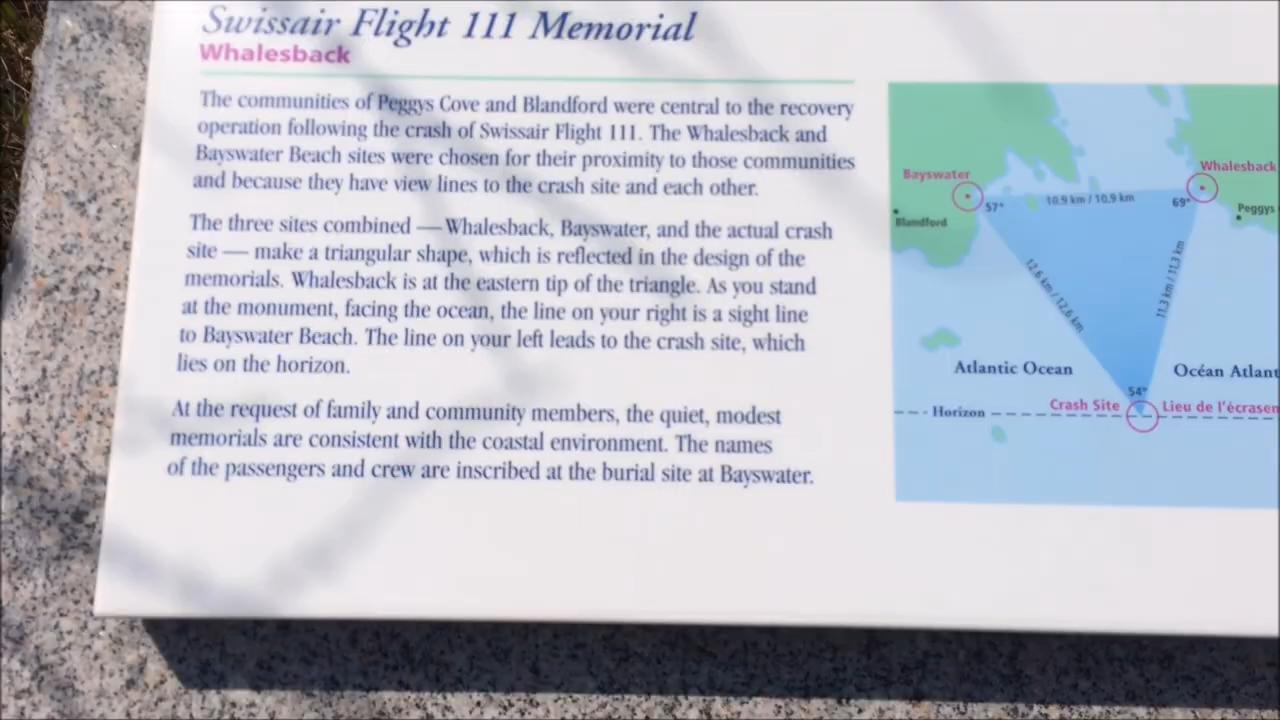 Swissair Flight 111 Memorial
Whalesback
The communities of Peggys Cove and Blandford were central to the recovery
operation following the crash of Swissair Flight 111. The Whalesback and
Bayswater Beach sites were chosen for their proximity to those communities
and because they have view lines to the crash site and each other.
The three sites combined — Whalesback, Bayswater, and the actual crash
site — make a triangular shape, which is reflected in the design of the
memorials. Whalesback is at the eastern tip of the triangle. As you stand
at the monument, facing the ocean, the line on your right is a sight line
to Bayswater Beach. The line on your left leads to the crash site, which
lies on the horizon.
At the request of family and community members, the quiet, modest
memorials are consistent with the coastal environment. The names
of the passengers and crew are inscribed at the burial site at Bayswater.
Whalesback
Bayswater
10.9 km / 10.9 km
57°
69°
Peggys
Blandford
12.6 km / 12.6 km
11.3 km / 11.3 km
Atlantic Ocean
Océan Atlant
54°
Crash Site
Lieu de l'écrasem
Horizon